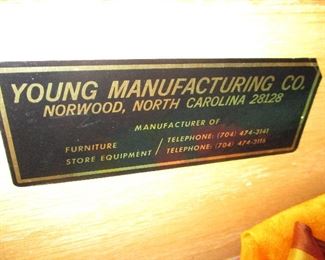 YOUNG MANUFACTURING CO.
NORWOOD, NORTH CAROLINA 28128
MANUFACTURER OF
FURNITURE / TELEPHONE: (704) 474-3141
STORE EQUIPMENT / TELEPHONE: (704) 474-3116